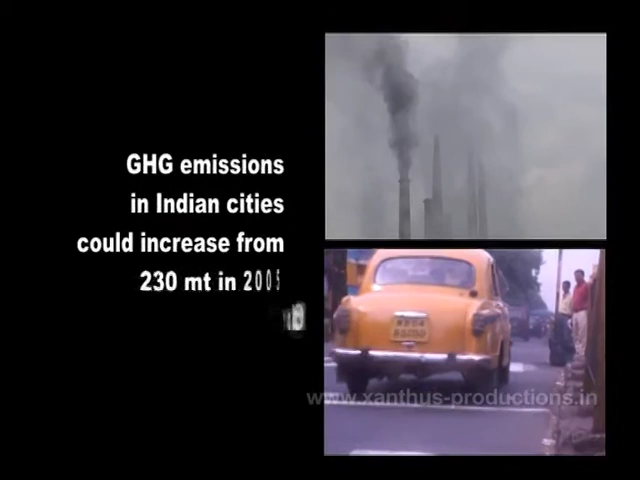 GHG emissions
in Indian cities
could increase from
230 mt in 2005
www.xanthus-productions.in